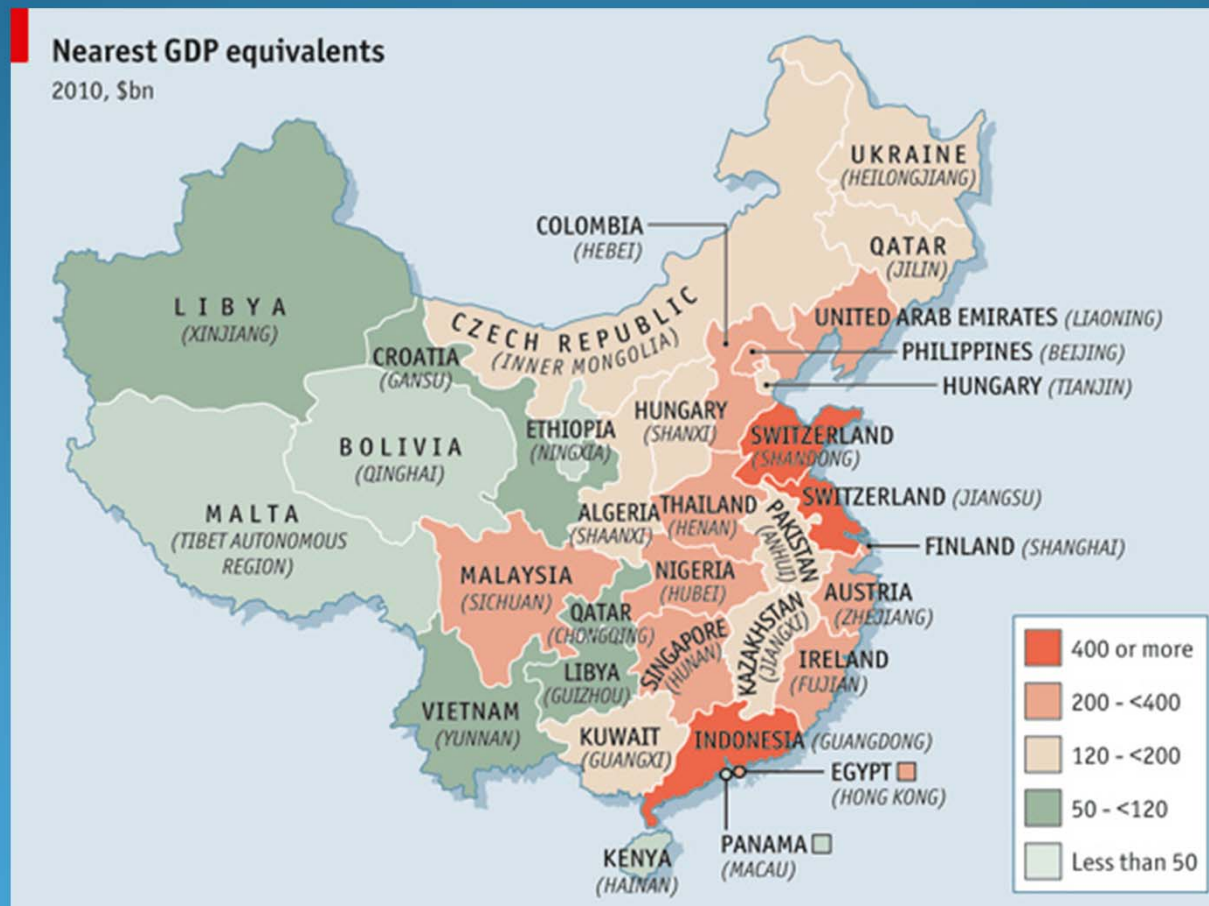 Nearest GDP equivalents
2010, $bn
UKRAINE
(HEILONGJIANG)
COLOMBIA
(HEBEI)
QATAR
(JILIN)
LIBYA
(XINJIANG)
CZECH REPUBLIC
(INNER MONGOLIA)
UNITED ARAB EMIRATES (LIAONING)
CROATIA
(GANSU)
PHILIPPINES (BEIJING)
HUNGARY (TIANJIN)
HUNGARY
(SHANXI)
BOLIVIA
(QINGHAI)
ETHIOPIA
(NINGXIA)
SWITZERLAND
(SHANDONG)
SWITZERLAND (JIANGSU)
MALTA
(TIBET AUTONOMOUS
REGION)
ALGERIA
(SHAANXI)
THAILAND
(HENAN)
PAKISTAN
(ANHUI)
FINLAND (SHANGHAI)
MALAYSIA
(SICHUAN)
NIGERIA
(HUBEI)
AUSTRIA
(ZHEJIANG)
QATAR
(CHONGQING)
SINGAPORE
(HUNAN)
KAZAKHSTAN
(JIANGXI)
IRELAND
(FUJIAN)
LIBYA
(GUIZHOU)
VIETNAM
(YUNNAN)
KUWAIT
(GUANGXI)
INDONESIA (GUANGDONG)
EGYPT
(HONG KONG)
PANAMA
(MACAU)
KENYA
(HAINAN)
400 or more
200 - <400
120 - <200
50 - <120
Less than 50